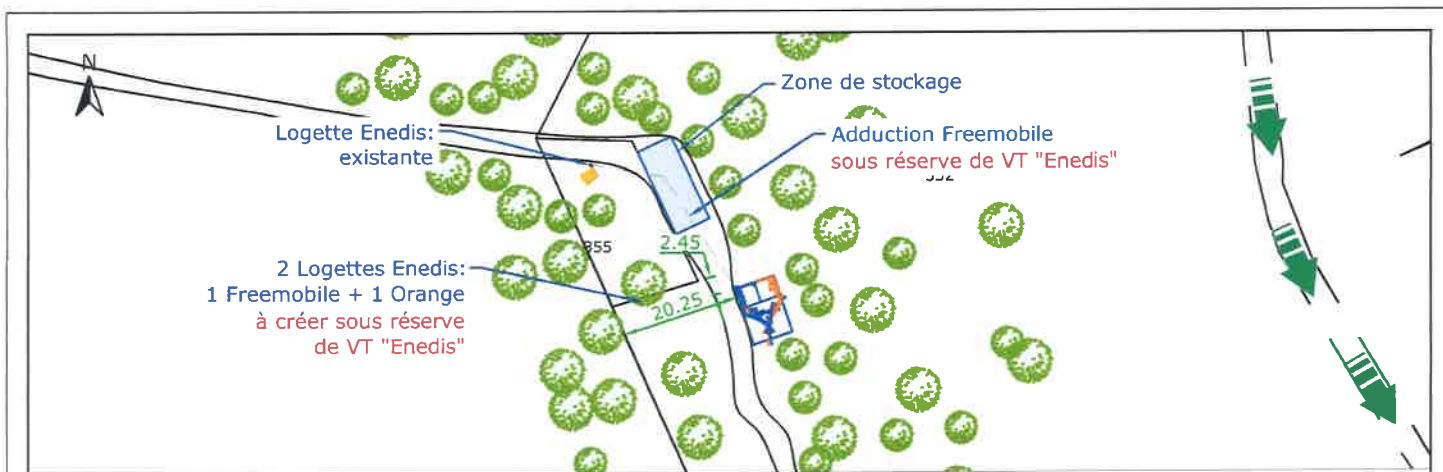 N
Zone de stockage
Logette Enedis:
existante
Adduction Freemobile
sous réserve de VT "Enedis"
355
2.45
2 Logettes Enedis:
1 Freemobile + 1 Orange
à créer sous réserve
de VT "Enedis"
20.25